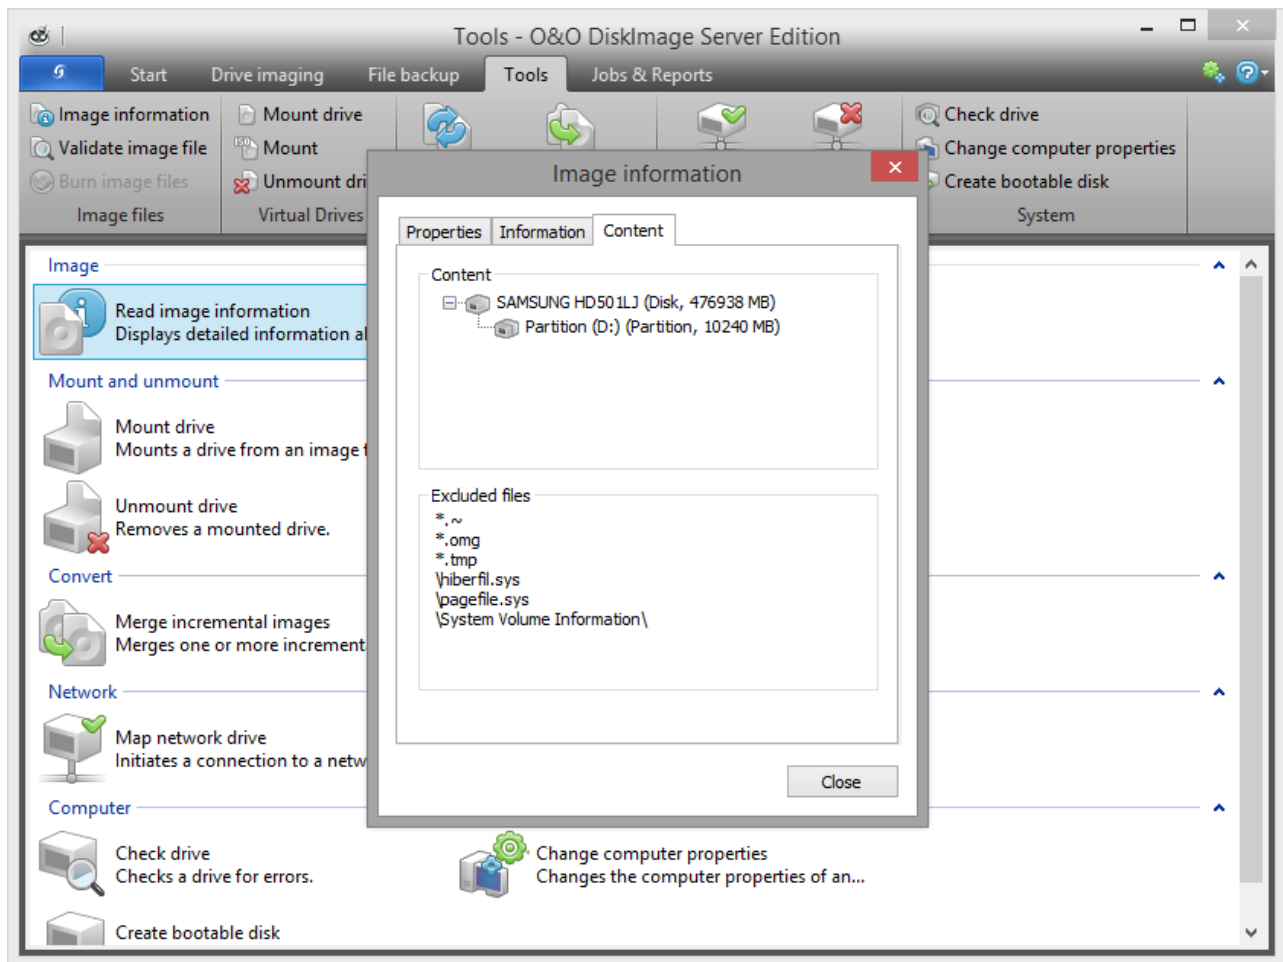 Tools - O&O DiskImage Server Edition
Start Drive imaging File backup Tools Jobs & Reports
Image information
Validate image file
Burn image files
Image files
Mount drive
ISO Mount
Unmount dri
Virtual Drives
Check drive
Change computer properties
Create bootable disk
System
Image
Read image information
Displays detailed information a
Mount and unmount
Mount drive
Mounts a drive from an image f
Unmount drive
Removes a mounted drive.
Convert
Merge incremental images
Merges one or more increment
Network
Map network drive
Initiates a connection to a netw
Computer
Check drive
Checks a drive for errors.
Change computer properties
Changes the computer properties of an...
Create bootable disk
Image information
Properties Information Content
Content
SAMSUNG HD501LJ (Disk, 476938 MB)
Partition (D:) (Partition, 10240 MB)
Excluded files
*.~
*.omg
*.tmp
\hiberfil.sys
\pagefile.sys
\System Volume Information\
Close